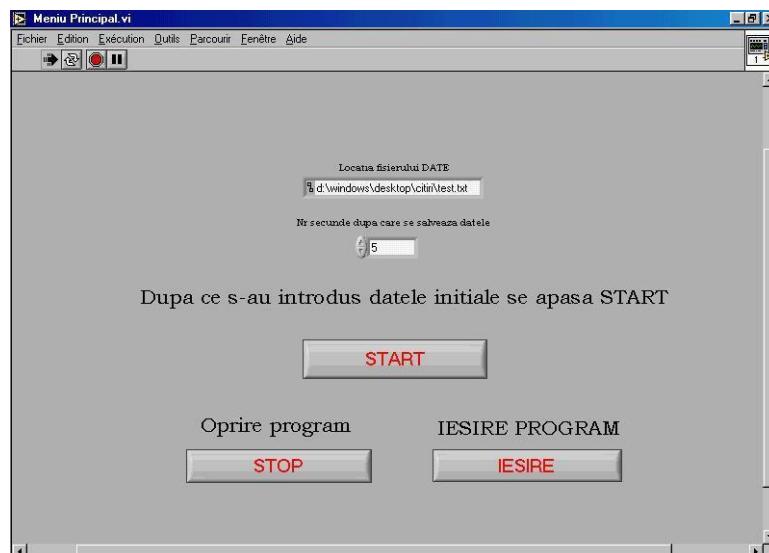 Meniu Principal.vi
Fichier Edition Exécution Outils Parcourir Fenêtre Aide
1
Locatia fisierului DATE
d:\windows\desktop\citiri\test.txt
Nr secunde dupa care se salveaza datele
5
Dupa ce s-au introdus datele initiale se apasa START
START
Oprire program IESIRE PROGRAM
STOP IESIRE